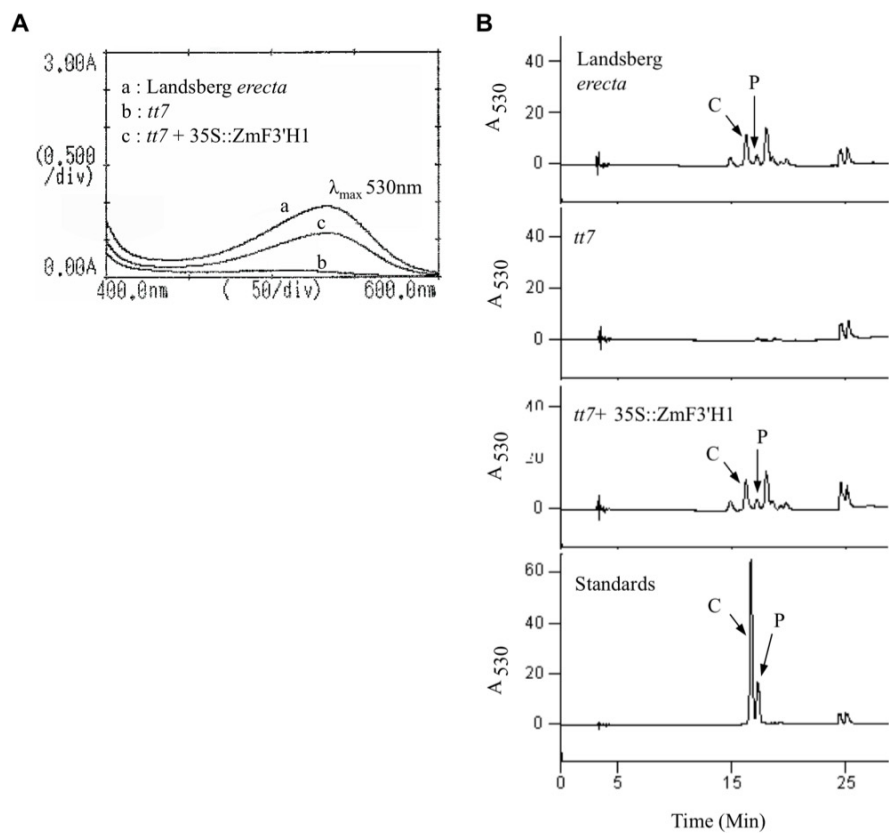 A
3.00A
a : Landsberg erecta
b : tt7
c : tt7 + 35S::ZmF3'H1
(0.500
/div)
λmax 530nm
a
c
b
0.00A
400.0nm ( 50/div) 600.0nm
B
A530
40
20
0
Landsberg
erecta
C
P
A530
40
20
0
tt7
A530
40
20
0
tt7+ 35S::ZmF3'H1
C
P
A530
60
40
20
0
Standards
C
P
0 5 15 25
Time (Min)